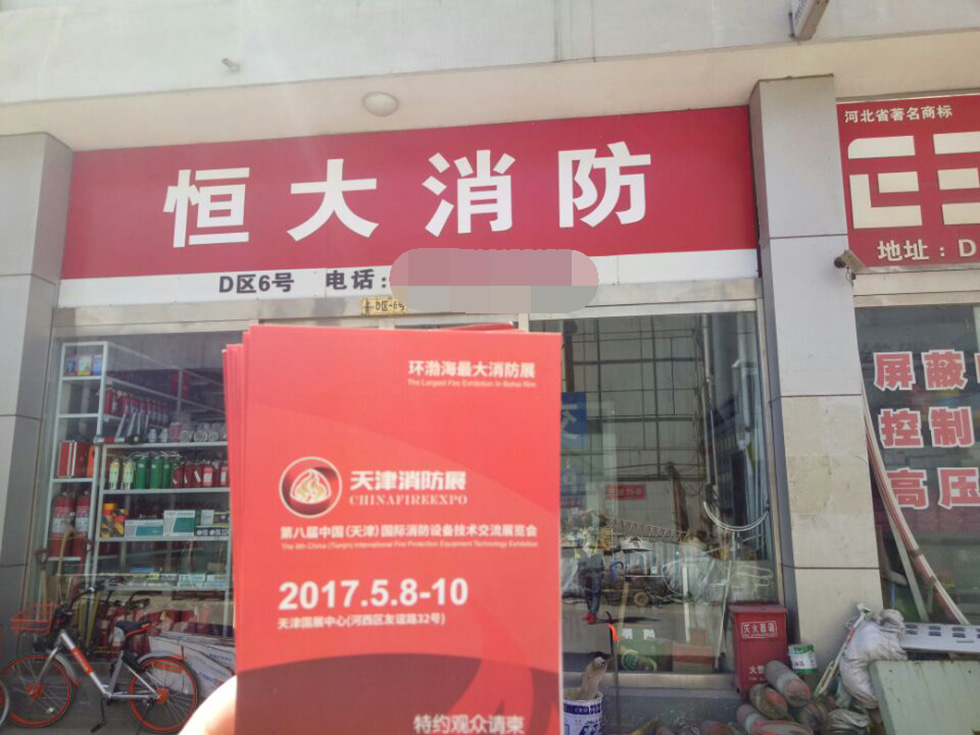 恒大消防
D区6号 电话:
D区-6号
河北省著名商标
地址:D
屏蔽
控制
高压
环渤海最大消防展
The Largest Fire Exhibition In Bohai Rim
天津消防展
CHINAFIREEXPO
第八届中国(天津)国际消防设备技术交流展览会
The 8th China (Tianjin) International Fire Protection Equipment Technology Exhibition
2017.5.8-10
天津国展中心(河西区友谊路32号)
特约观众请柬
灭火器箱